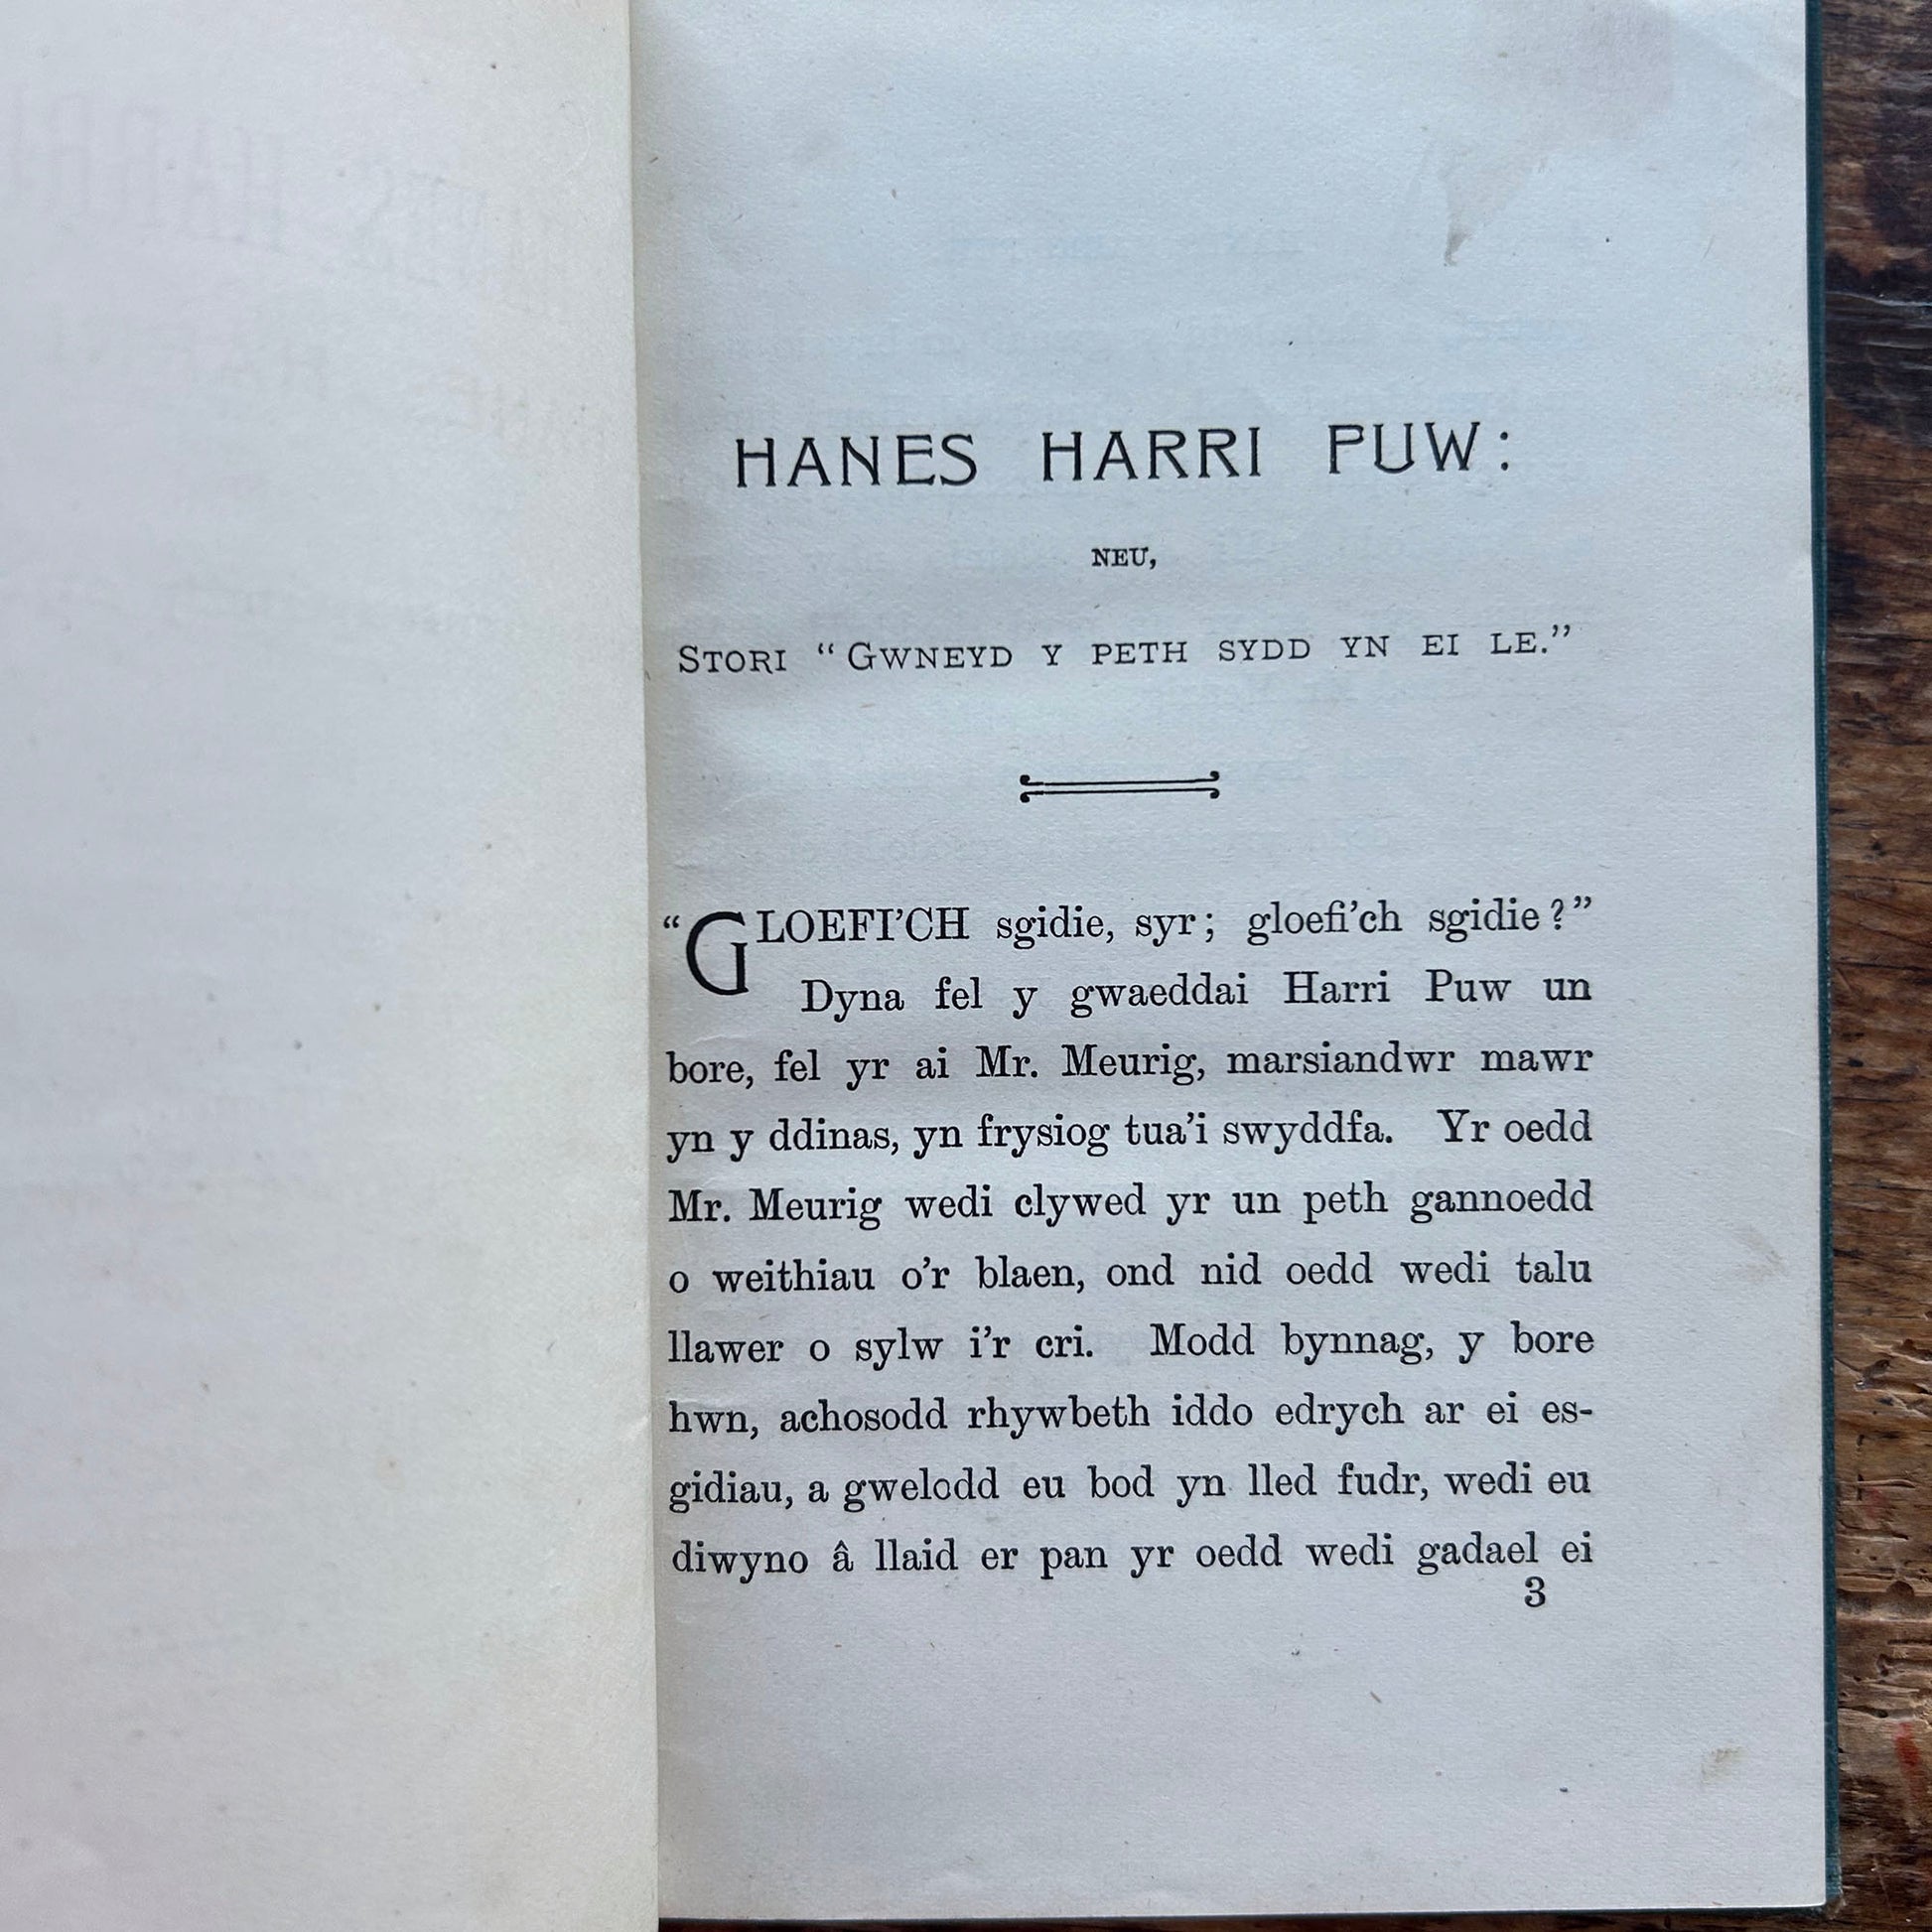 HANES HARRI PUW:
NEU,
STORI “GWNEYD Y PETH SYDD YN EI LE.”
“GLOEFI’CH sgidie, syr; gloefi’ch sgidie?”
Dyna fel y gwaeddai Harri Puw un
bore, fel yr ai Mr. Meurig, marsiandwr mawr
yn y ddinas, yn frysiog tua’i swyddfa. Yr oedd
Mr. Meurig wedi clywed yr un peth gannoedd
o weithiau o’r blaen, ond nid oedd wedi talu
llawer o sylw i’r cri. Modd bynnag, y bore
hwn, achosodd rhywbeth iddo edrych ar ei es-
gidiau, a gwelodd eu bod yn lled fudr, wedi eu
diwyno â llaid er pan yr oedd wedi gadael ei
3